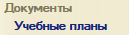 Документы
Учебные планы